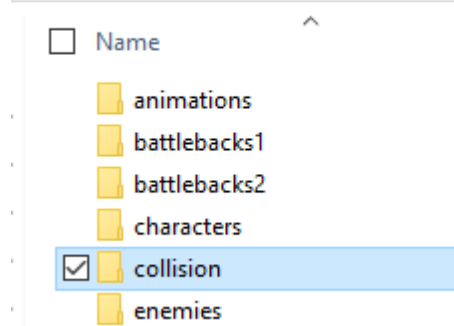 Name
animations
battlebacks1
battlebacks2
characters
collision
enemies